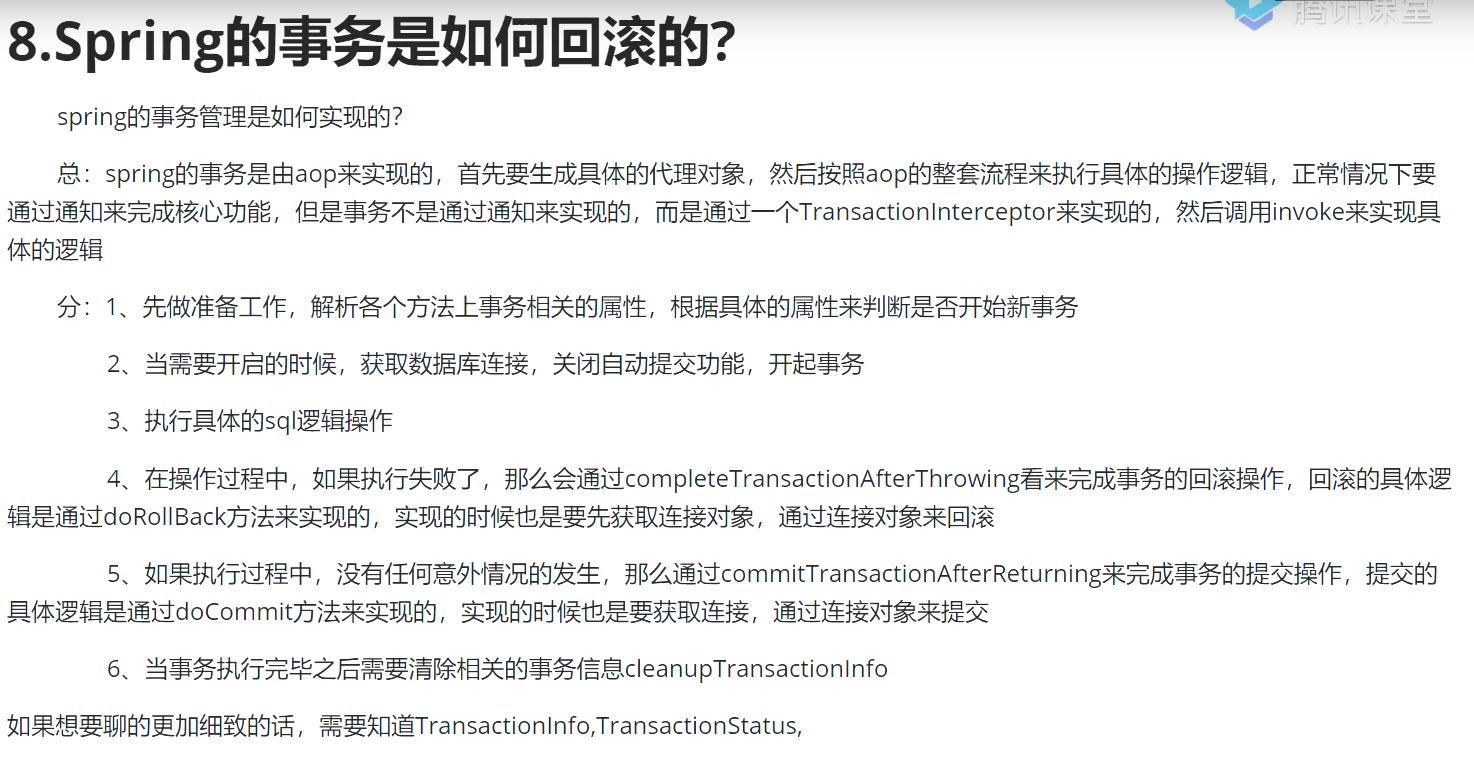 腾讯课堂
8.Spring的事务是如何回滚的?
spring的事务管理是如何实现的?
总：spring的事务是由aop来实现的，首先要生成具体的代理对象，然后按照aop的整套流程来执行具体的操作逻辑，正常情况下要
通过通知来完成核心功能，但是事务不是通过通知来实现的，而是通过一个TransactionInterceptor来实现的，然后调用invoke来实现具
体的逻辑
分：1、先做准备工作，解析各个方法上事务相关的属性，根据具体的属性来判断是否开始新事务
2、当需要开启的时候，获取数据库连接，关闭自动提交功能，开起事务
3、执行具体的sql逻辑操作
4、在操作过程中，如果执行失败了，那么会通过completeTransactionAfterThrowing看来完成事务的回滚操作，回滚的具体逻
辑是通过doRollBack方法来实现的，实现的时候也是要先获取连接对象，通过连接对象来回滚
5、如果执行过程中，没有任何意外情况的发生，那么通过commitTransactionAfterReturning来完成事务的提交操作，提交的
具体逻辑是通过doCommit方法来实现的，实现的时候也是要获取连接，通过连接对象来提交
6、当事务执行完毕之后需要清除相关的事务信息cleanupTransactionInfo
如果想要聊的更加细致的话，需要知道TransactionInfo,TransactionStatus,